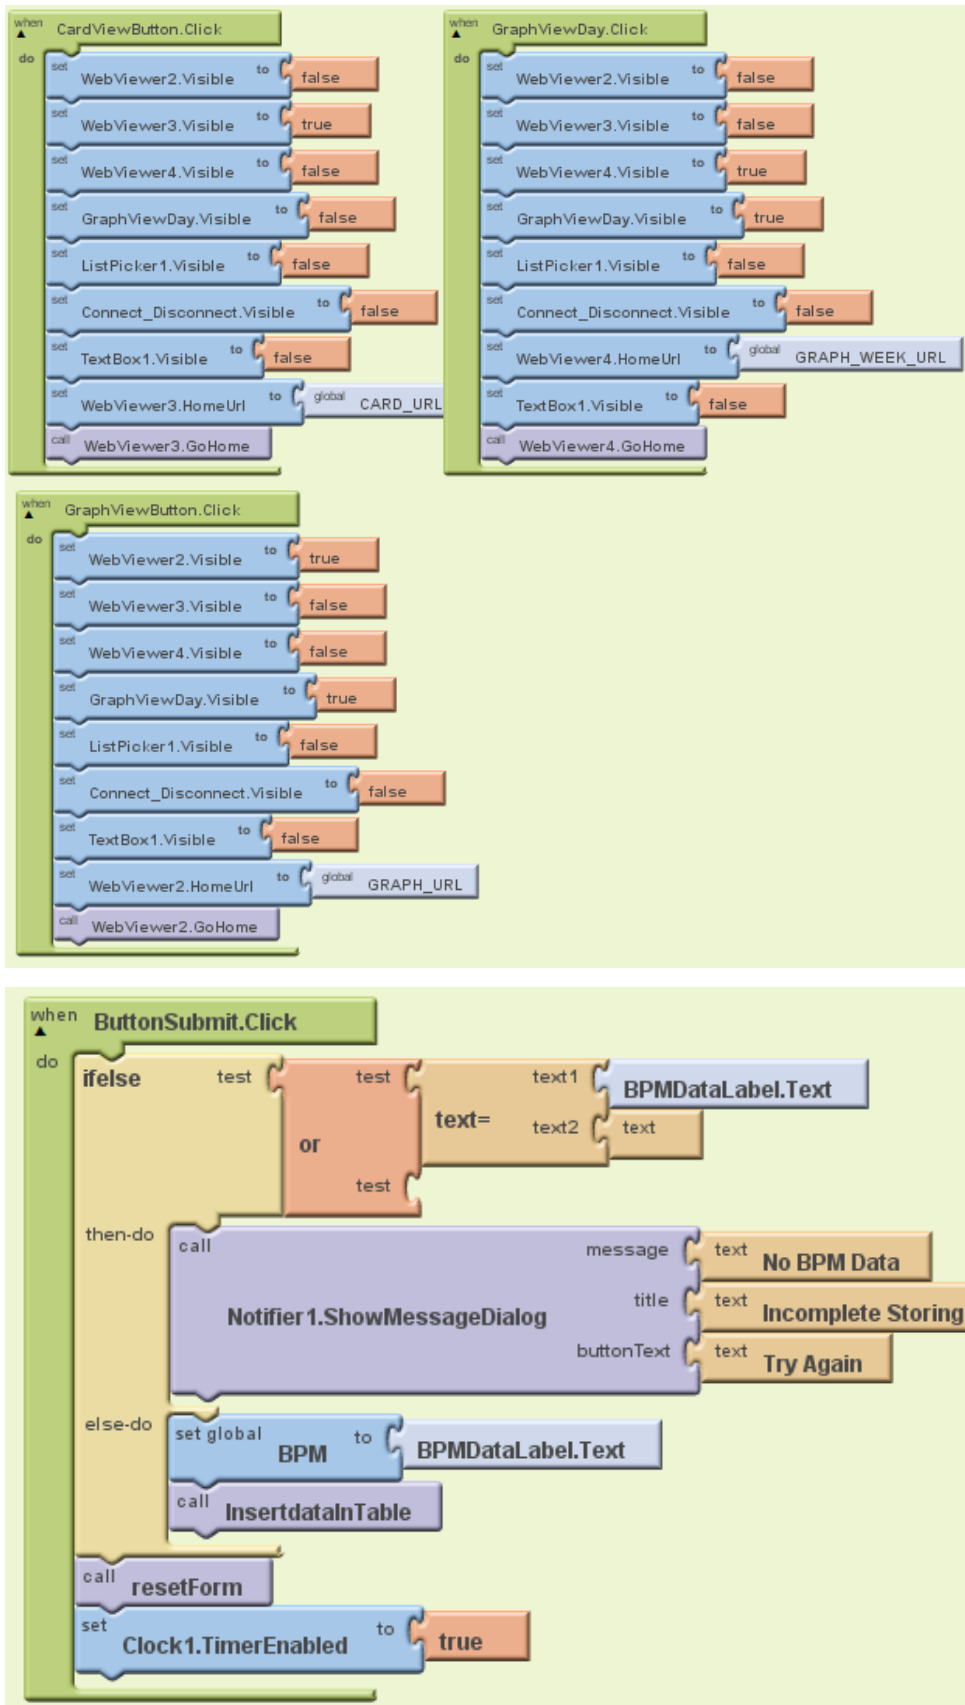 when CardViewButton.Click
do set WebViewer2.Visible to false
set WebViewer3.Visible to true
set WebViewer4.Visible to false
set GraphViewDay.Visible to false
set ListPicker1.Visible to false
set Connect_Disconnect.Visible to false
set TextBox1.Visible to false
set WebViewer3.HomeUrl to global CARD_URL
call WebViewer3.GoHome
when GraphViewDay.Click
do set WebViewer2.Visible to false
set WebViewer3.Visible to false
set WebViewer4.Visible to true
set GraphViewDay.Visible to true
set ListPicker1.Visible to false
set Connect_Disconnect.Visible to false
set WebViewer4.HomeUrl to global GRAPH_WEEK_URL
set TextBox1.Visible to false
call WebViewer4.GoHome
when GraphViewButton.Click
do set WebViewer2.Visible to true
set WebViewer3.Visible to false
set WebViewer4.Visible to false
set GraphViewDay.Visible to true
set ListPicker1.Visible to false
set Connect_Disconnect.Visible to false
set TextBox1.Visible to false
set WebViewer2.HomeUrl to global GRAPH_URL
call WebViewer2.GoHome
when ButtonSubmit.Click
do ifelse test test text1 BPMDataLabel.Text
text=
text2 text
or
test
then-do call message text No BPM Data
Notifier1.ShowMessageDialog title text Incomplete Storing
buttonText text Try Again
else-do set global BPM to BPMDataLabel.Text
call InsertdataInTable
call resetForm
set Clock1.TimerEnabled to true